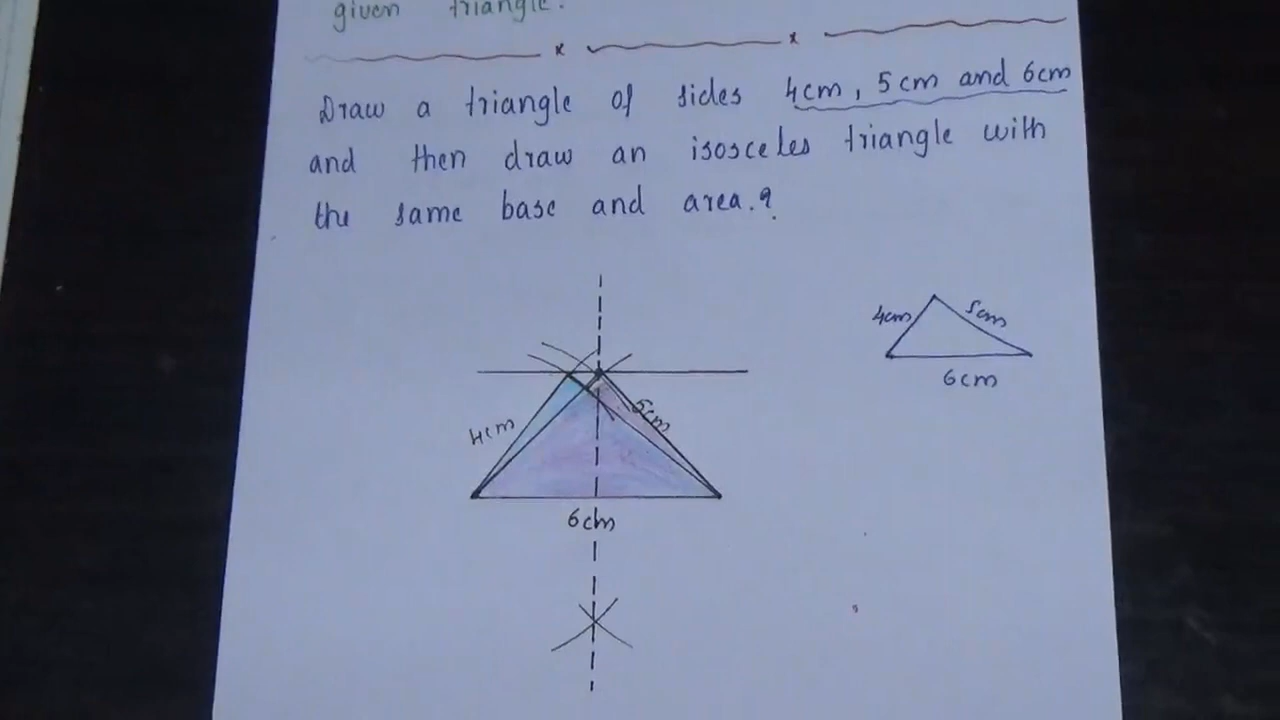 given triangle.
Draw a triangle of sides 4cm, 5cm and 6cm
and then draw an isosceles triangle with
the same base and area.?
4cm 5cm
6cm
4cm 5cm
6cm